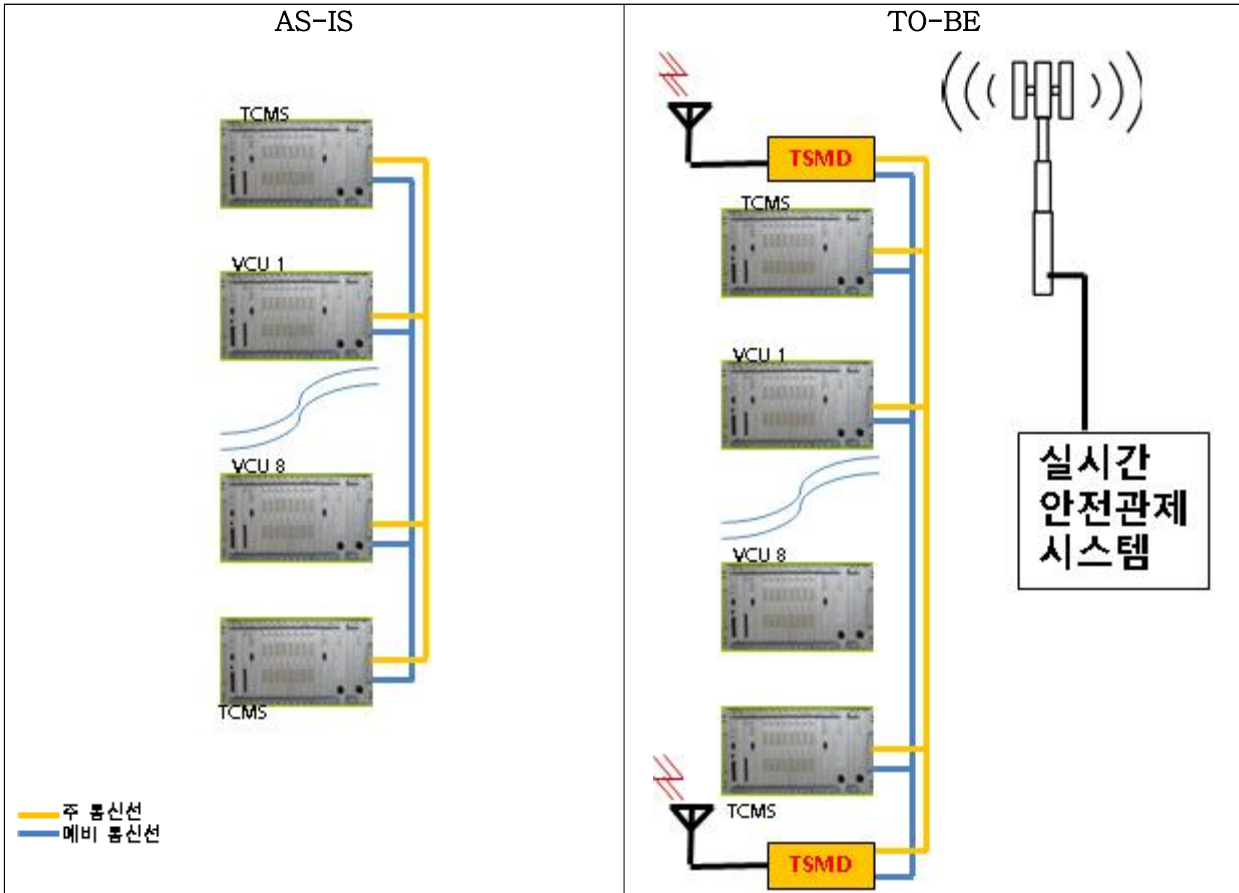 AS-IS
TCMS
VCU 1
VCU 8
TCMS
주 통신선
예비 통신선
TO-BE
TSMD
TCMS
VCU 1
VCU 8
TCMS
TSMD
실시간
안전관제
시스템